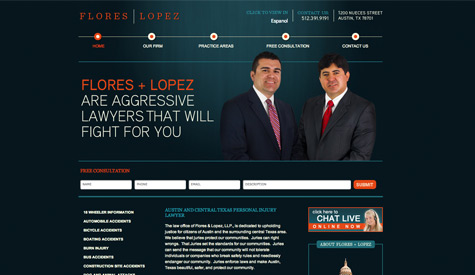 FLORES | LOPEZ
CLICK TO VIEW IN
Espanol
CONTACT US
512.391.9191
1200 NUECES STREET
AUSTIN, TX 78701
HOME
OUR FIRM
PRACTICE AREAS
FREE CONSULTATION
CONTACT US
FLORES + LOPEZ
ARE AGGRESSIVE
LAWYERS THAT WILL
FIGHT FOR YOU
FREE CONSULTATION
NAME
PHONE
EMAIL
DESCRIPTION
SUBMIT
18 WHEELER INFORMATION
AUTOMOBILE ACCIDENTS
BICYCLE ACCIDENTS
BOATING ACCIDENTS
BURN INJURY
BUS ACCIDENTS
CONSTRUCTION SITE ACCIDENTS
AUSTIN AND CENTRAL TEXAS PERSONAL INJURY
LAWYER
The law office of Flores & Lopez, LLP., is dedicated to upholding
justice for citizens of Austin and the surrounding central Texas area.
We believe that juries protect our communities. Juries can right
wrongs. That juries set the standards for our communities. Juries
can send the message that our community will not tolerate
individuals or companies who break safety rules and needlessly
endanger our community. Juries enforce laws and make Austin,
Texas beautiful, safer, and protect our community.
click here to
CHAT LIVE
ONLINE NOW
ABOUT FLORES + LOPEZ